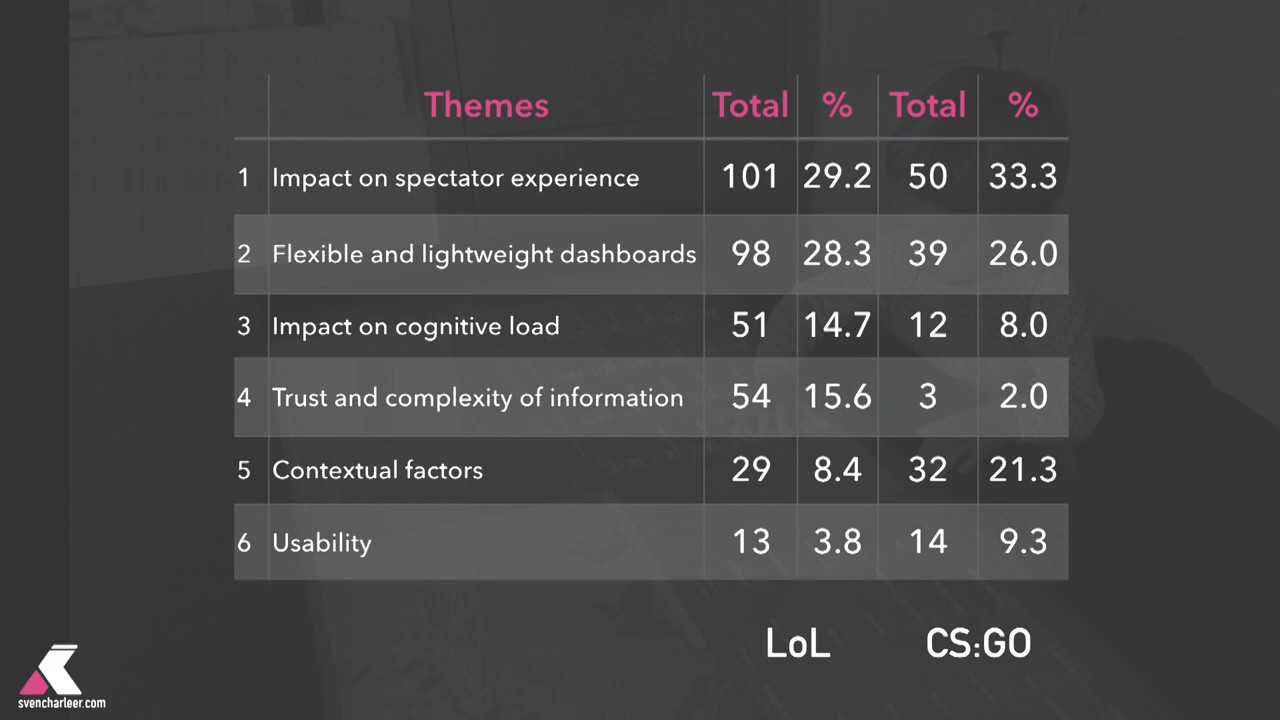 Themes Total % Total %
1 Impact on spectator experience 101 29.2 50 33.3
2 Flexible and lightweight dashboards 98 28.3 39 26.0
3 Impact on cognitive load 51 14.7 12 8.0
4 Trust and complexity of information 54 15.6 3 2.0
5 Contextual factors 29 8.4 32 21.3
6 Usability 13 3.8 14 9.3
LoL CS:GO
svencharleer.com